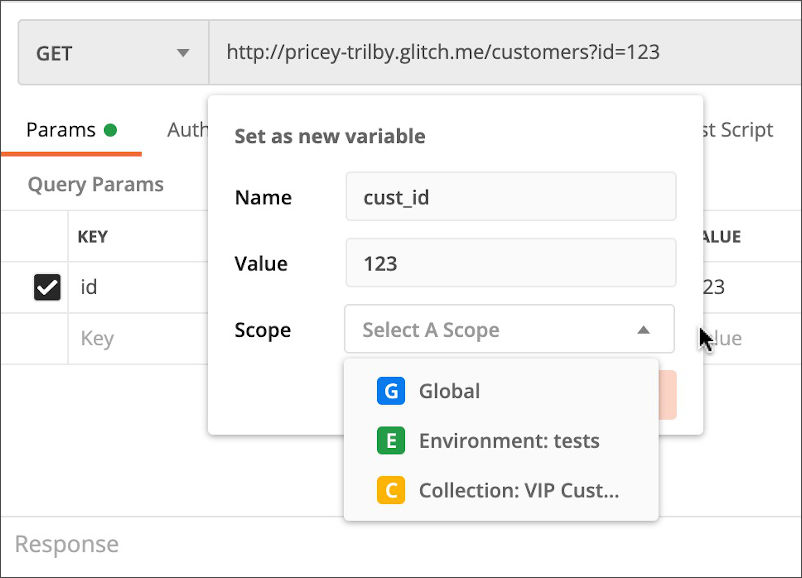 GET http://pricey-trilby.glitch.me/customers?id=123
Params Auth st Script
Set as new variable
Query Params
Name cust_id
KEY ALUE
Value 123
id 23
Scope Select A Scope
Key lue
G Global
E Environment: tests
C Collection: VIP Cust...
Response